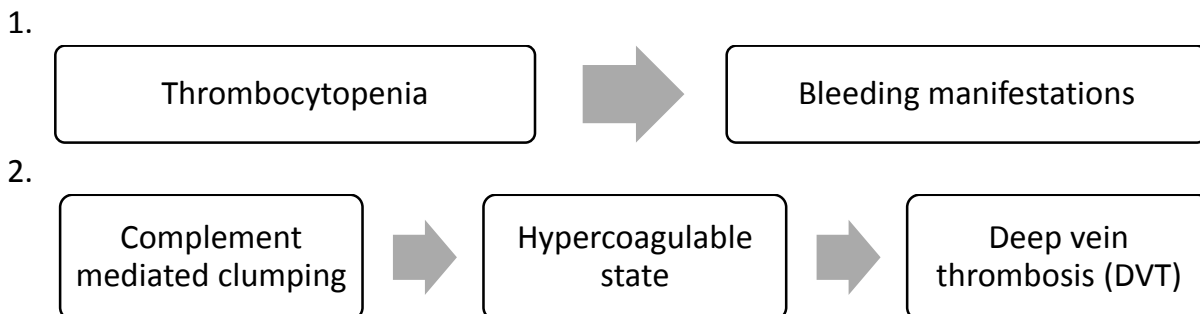 1.
Thrombocytopenia
Bleeding manifestations
2.
Complement
mediated clumping
Hypercoagulable
state
Deep vein
thrombosis (DVT)